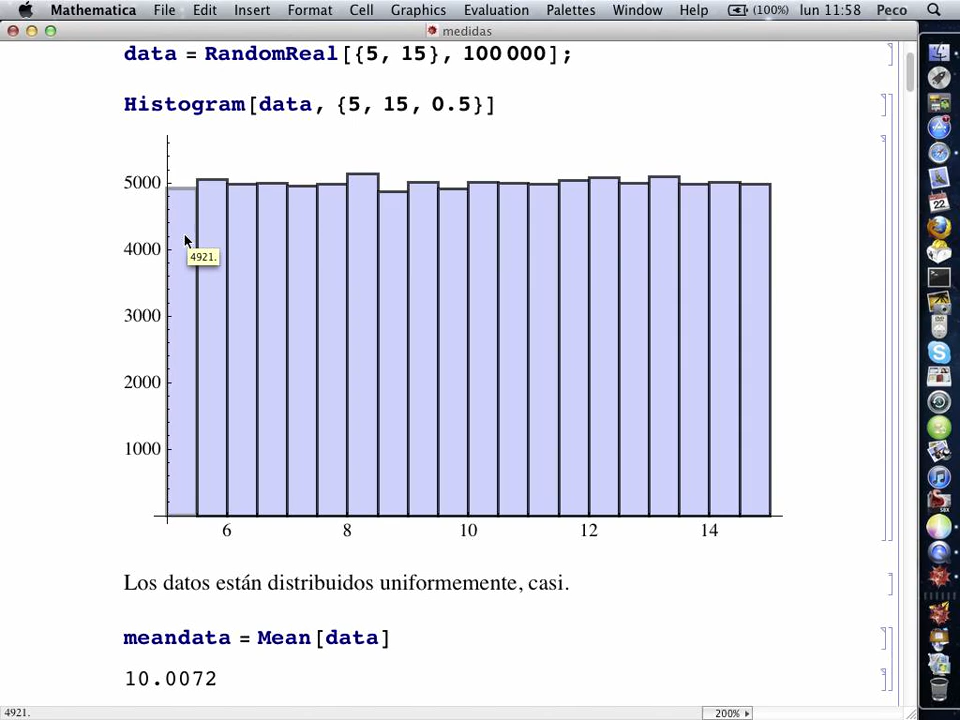 Mathematica File Edit Insert Format Cell Graphics Evaluation Palettes Window Help (100%) lun 11:58 Peco
medidas
data = RandomReal[{5, 15}, 100 000];
Histogram[data, {5, 15, 0.5}]
5000
4000
4921.
3000
2000
1000
6 8 10 12 14
Los datos están distribuidos uniformemente, casi.
meandata = Mean[data]
10.0072
4921. 200%
22